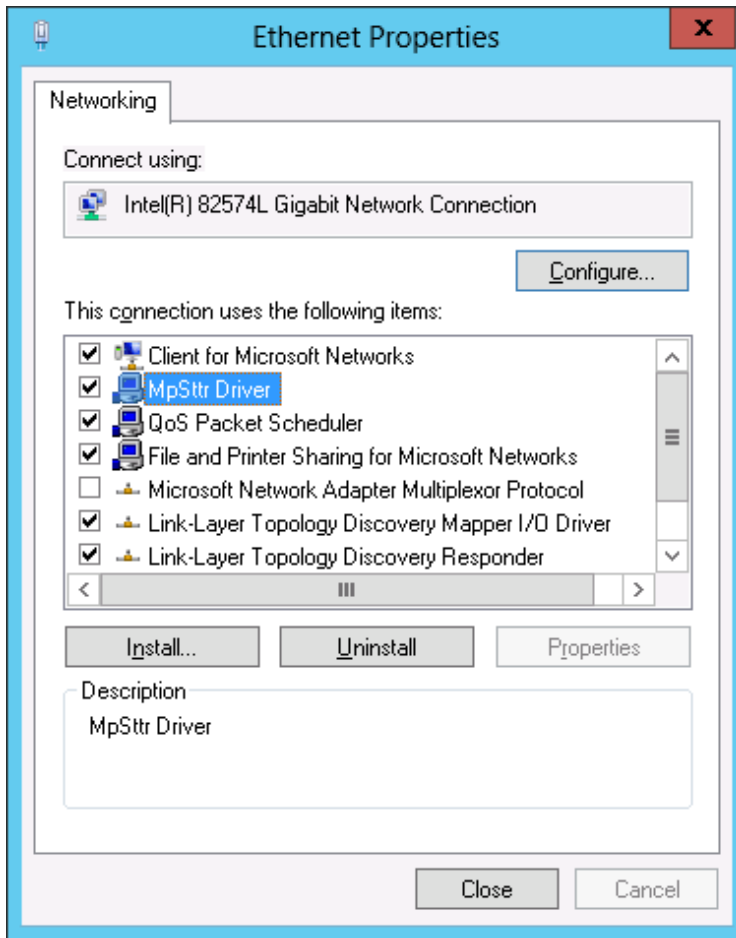 Ethernet Properties
x
Networking
Connect using:
Intel(R) 82574L Gigabit Network Connection
Configure...
This connection uses the following items:
Client for Microsoft Networks
MpSttr Driver
QoS Packet Scheduler
File and Printer Sharing for Microsoft Networks
Microsoft Network Adapter Multiplexor Protocol
Link-Layer Topology Discovery Mapper I/O Driver
Link-Layer Topology Discovery Responder
Install... Uninstall Properties
Description
MpSttr Driver
Close Cancel